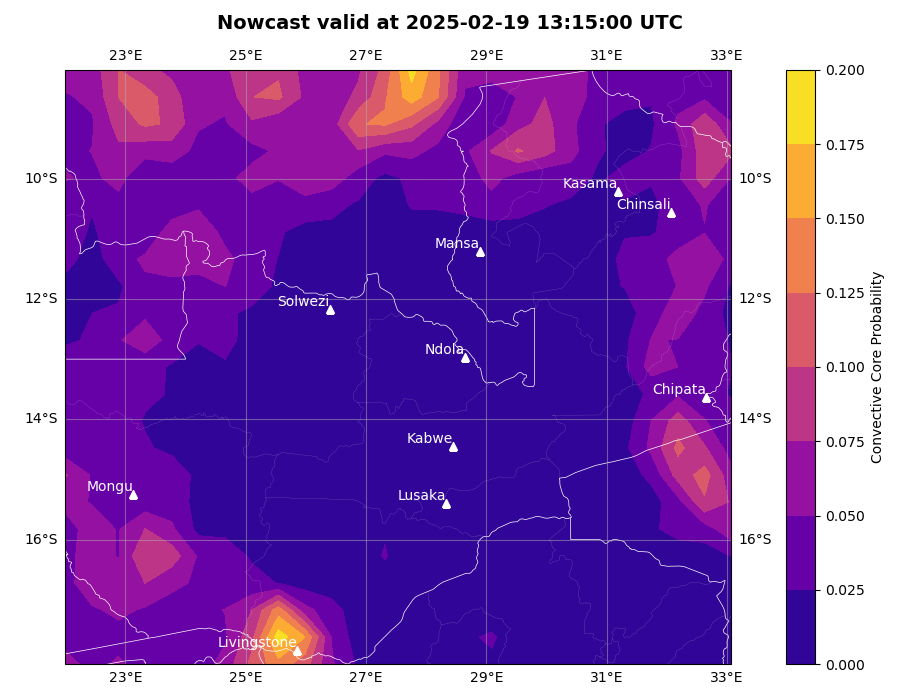 Nowcast valid at 2025-02-19 13:15:00 UTC
23°E 25°E 27°E 29°E 31°E 33°E
0.200
0.175
10°S 10°S
Kasama
Chinsali
0.150
Mansa
12°S 12°S
0.125
Solwezi
Ndola
0.100
Chipata
14°S 14°S
Kabwe
0.075
Mongu
Lusaka
0.050
16°S 16°S
0.025
Livingstone
0.000
23°E 25°E 27°E 29°E 31°E 33°E
Convective Core Probability